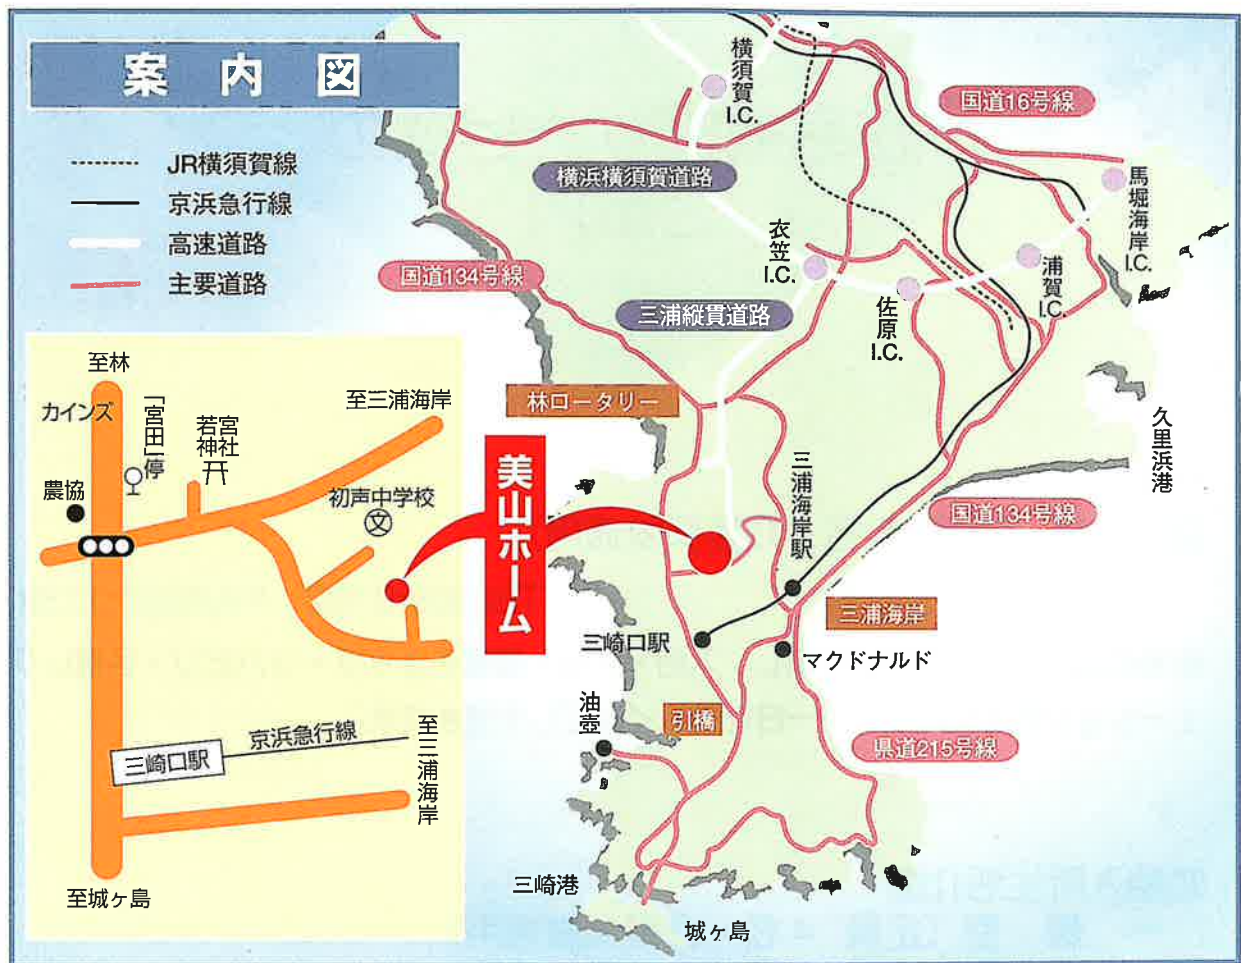 案内図
JR横須賀線
京浜急行線
高速道路
主要道路
横須賀I.C.
国道16号線
横浜横須賀道路
馬堀海岸I.C.
衣笠I.C.
浦賀I.C.
国道134号線
佐原I.C.
三浦縦貫道路
林ロータリー
久里浜港
三浦海岸駅
国道134号線
美山ホーム
三浦海岸
三崎口駅
マクドナルド
油壺
引橋
県道215号線
三崎港
城ヶ島
至林
カインズ
「宮田」停
若宮神社
至三浦海岸
農協
初声中学校
文
京浜急行線
三崎口駅
至三浦海岸
至城ヶ島